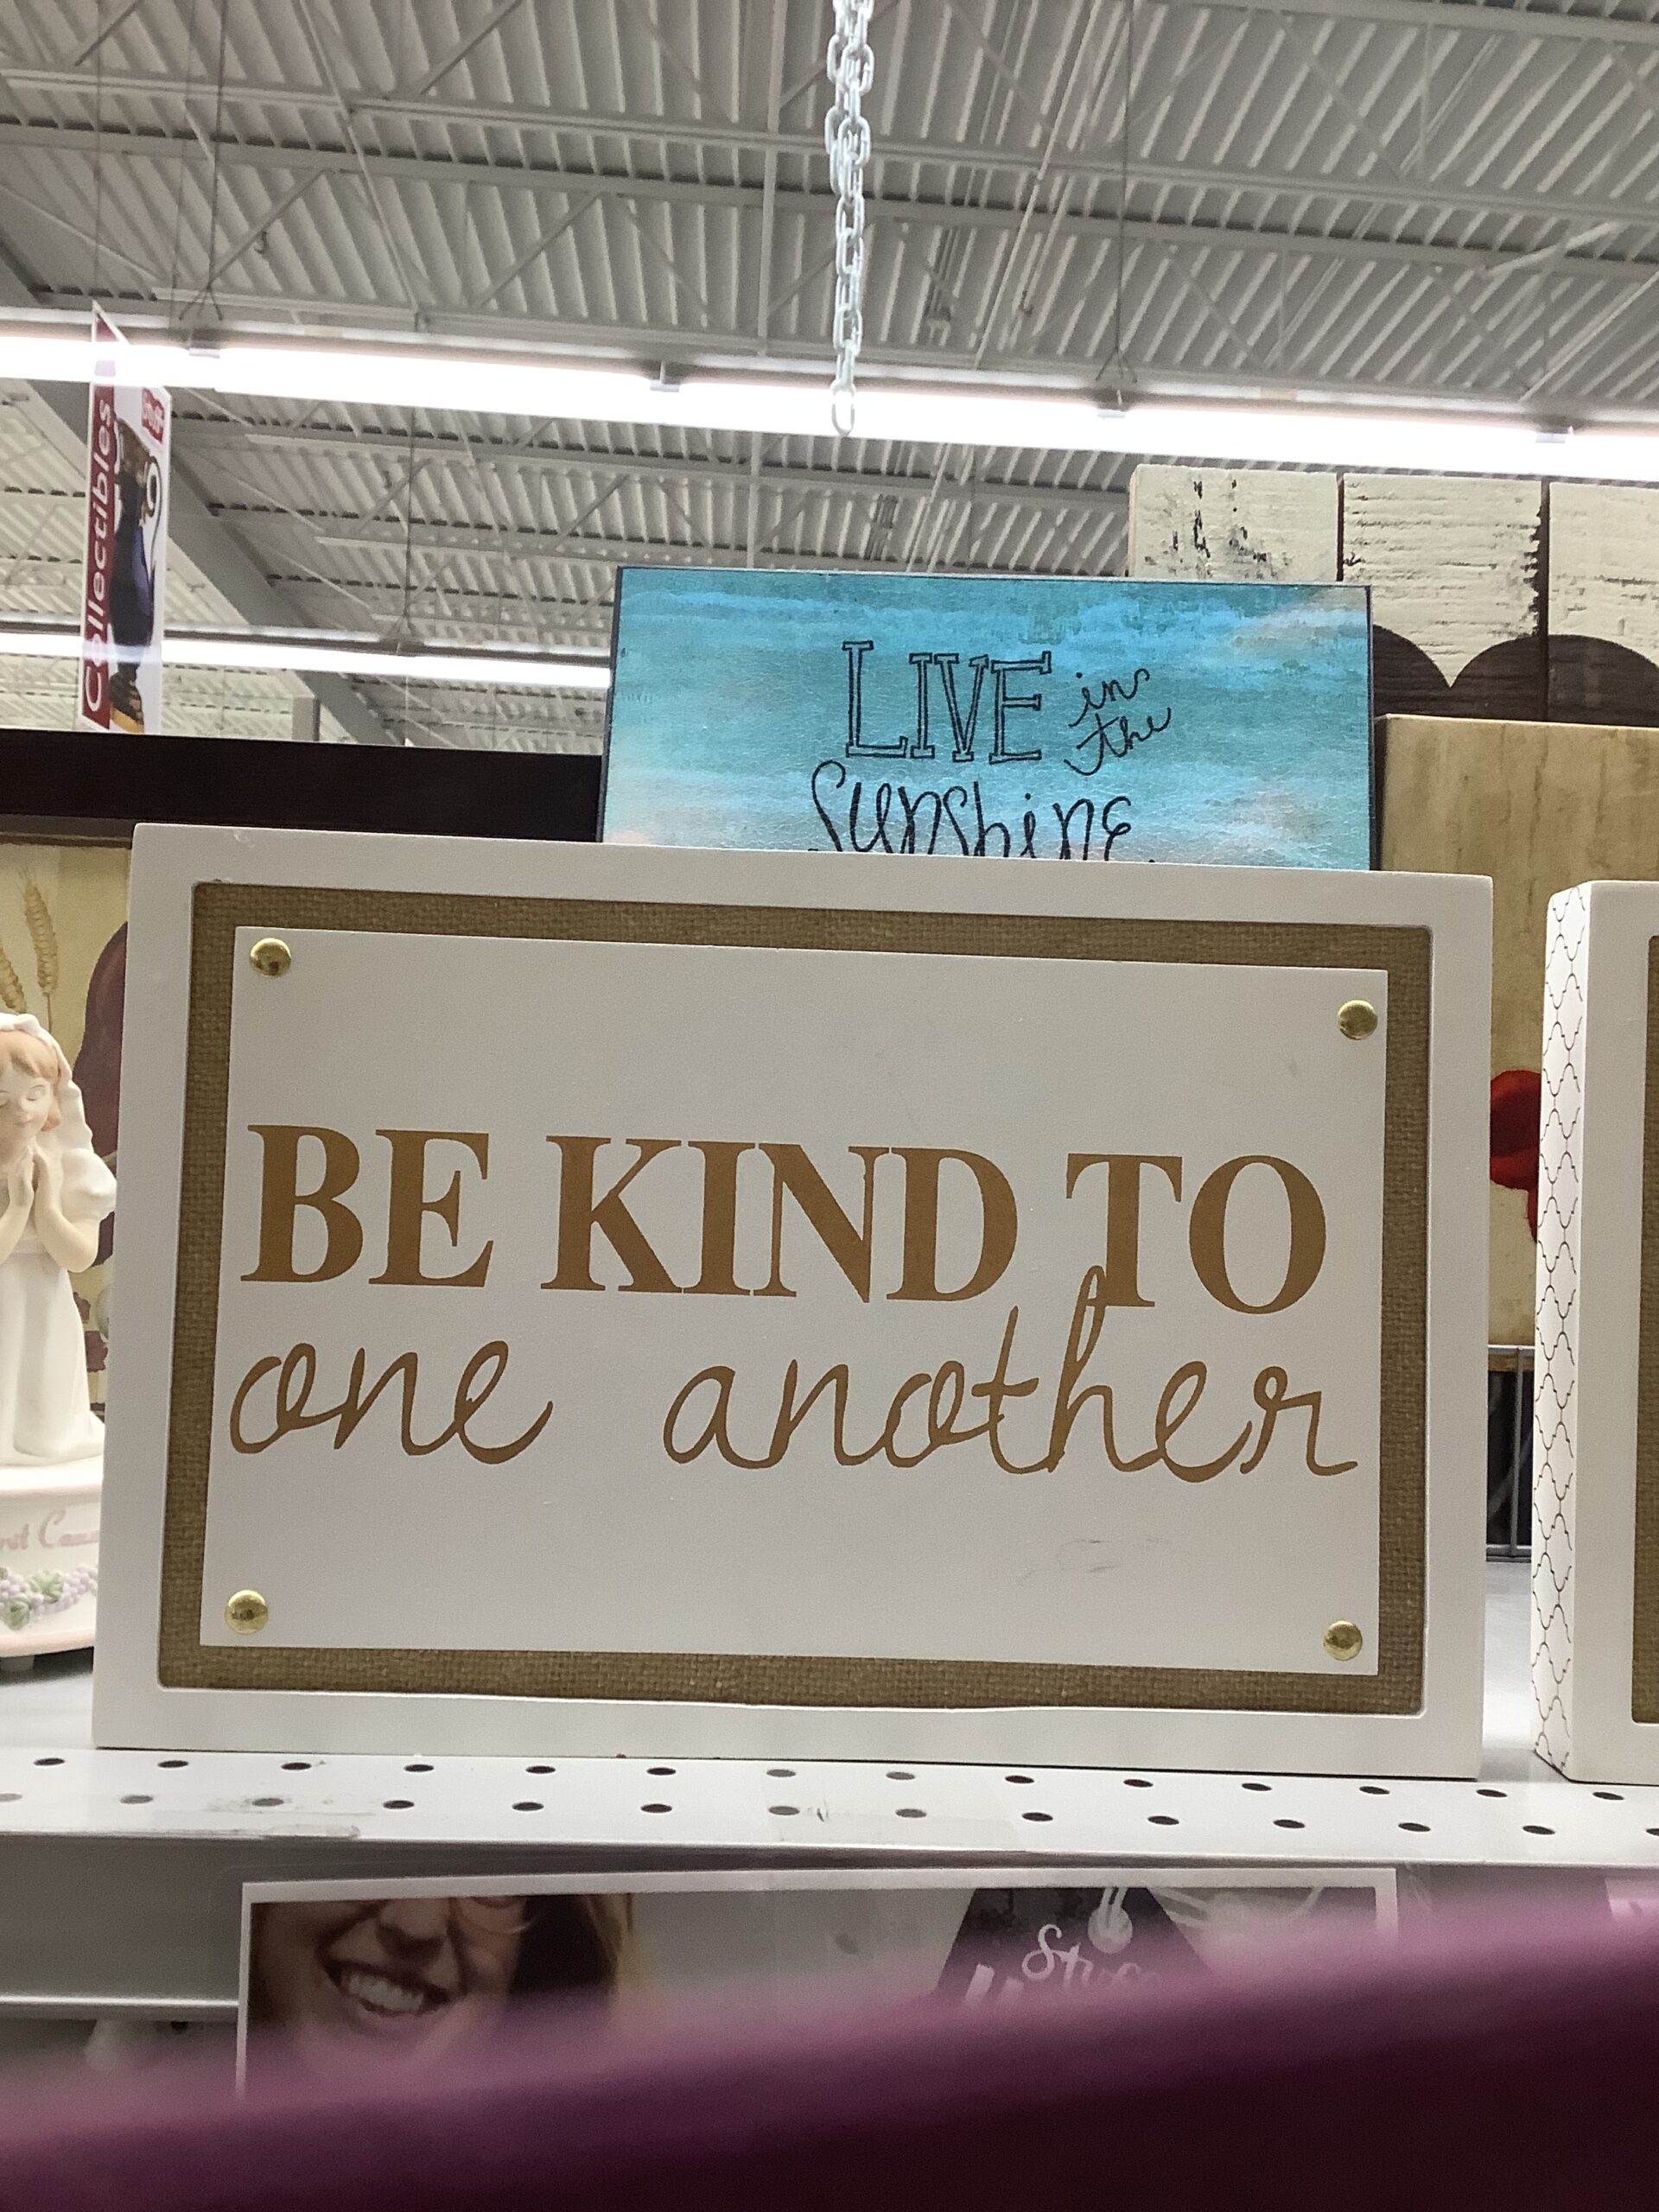 Collectibles
LIVE in
the
Sunshine.
BE KIND TO
one another